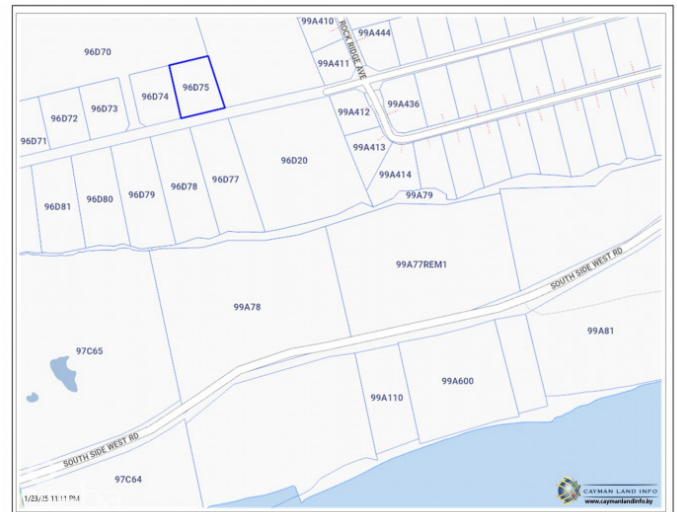 99A410
99A444
ROCK RIDGE AVE
96D70
99A411
96D75
96D74
99A436
96D73
99A412
96D72
96D71
99A413
96D20
99A414
96D77
96D78
96D79
99A79
96D80
96D81
99A77REM1
SOUTH SIDE WEST RD
99A78
99A81
97C65
99A600
99A110
SOUTH SIDE WEST RD
97C64
1/23/25 11:11 PM
CAYMAN LAND INFO
www.caymanlandinfo.ky